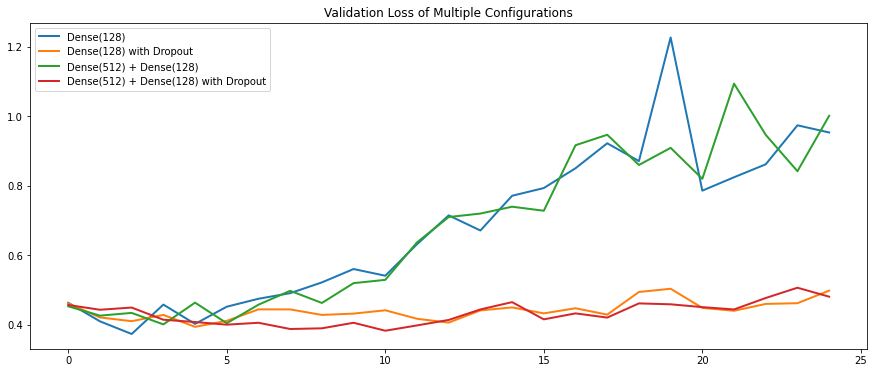 Validation Loss of Multiple Configurations
Dense(128)
Dense(128) with Dropout
Dense(512) + Dense(128)
Dense(512) + Dense(128) with Dropout
1.2
1.0
0.8
0.6
0.4
0 5 10 15 20 25